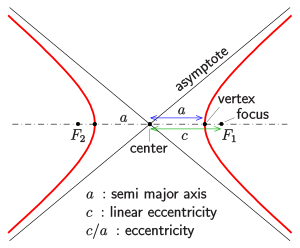 asymptote
a
a
vertex
focus
F₂
c
F₁
center
a : semi major axis
c : linear eccentricity
c/a : eccentricity